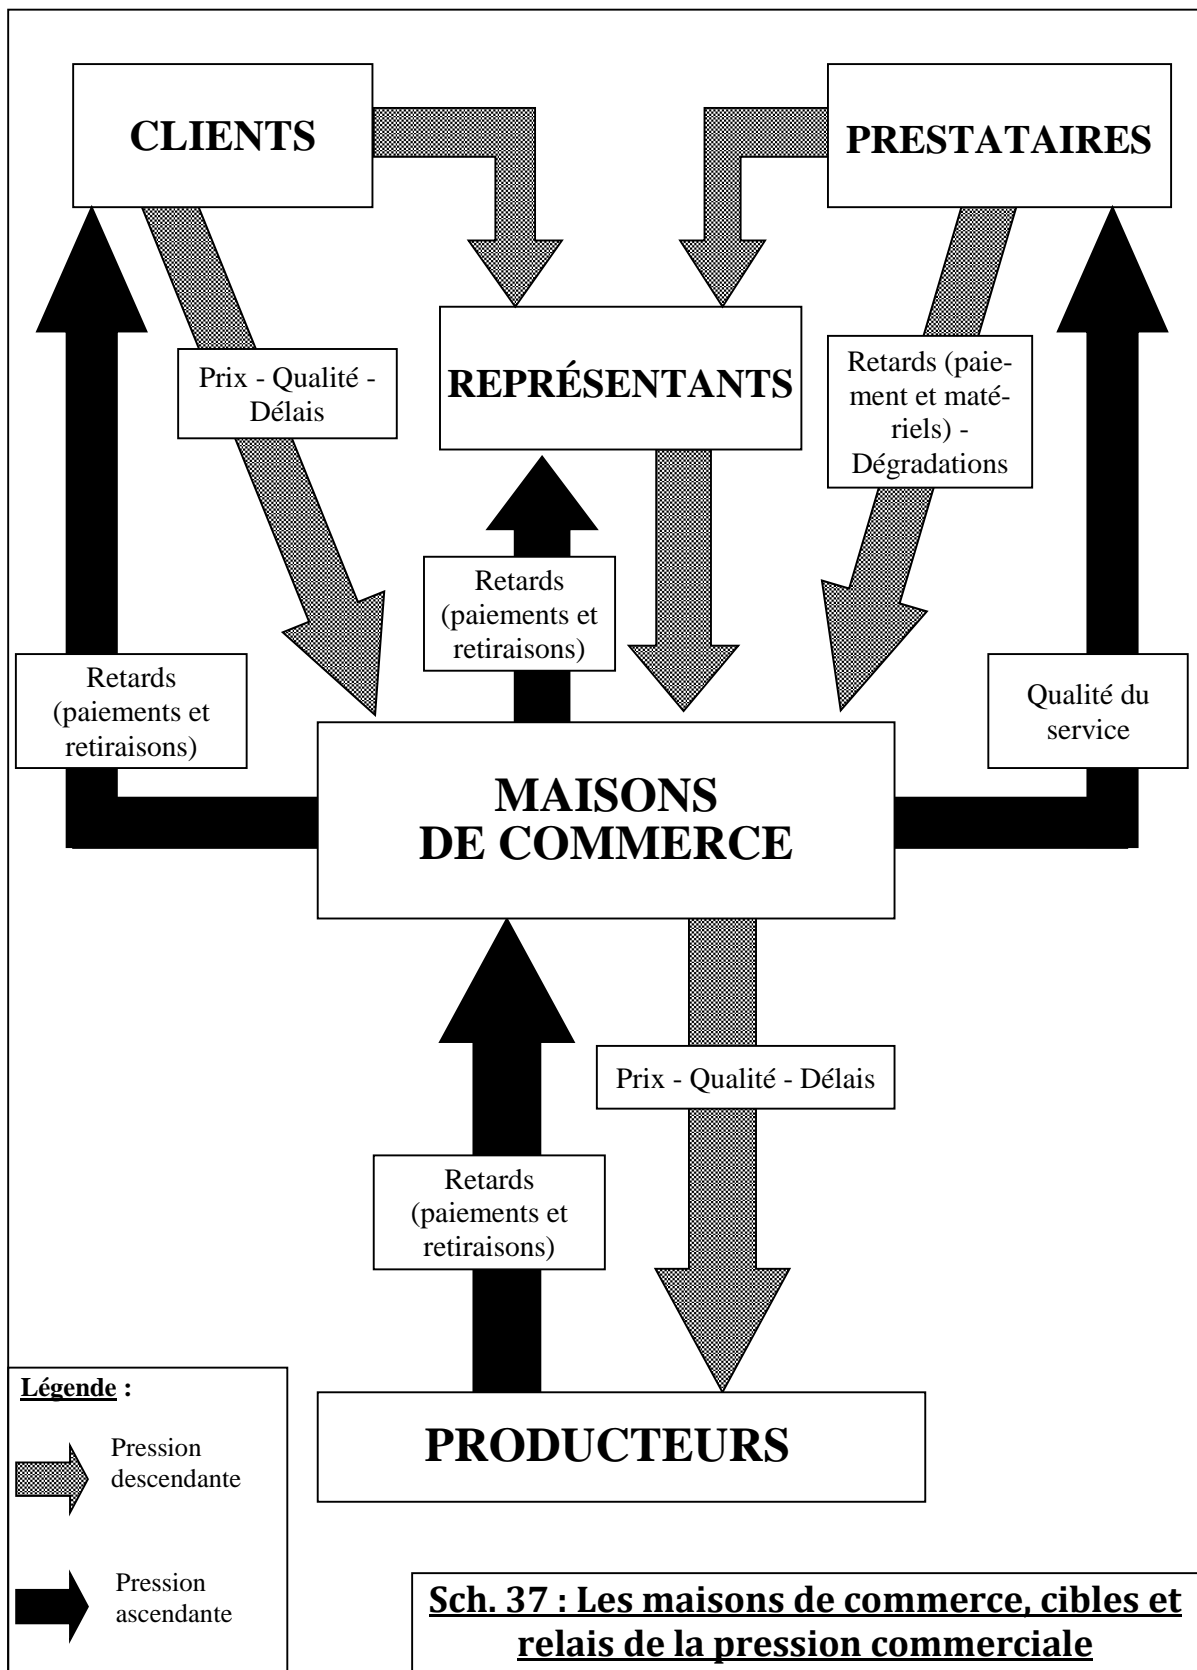 CLIENTS
PRESTATAIRES
REPRÉSENTANTS
Prix - Qualité -
Délais
Retards (paie-
ment et maté-
riels) -
Dégradations
Retards
(paiements et
retiraisons)
Retards
(paiements et
retiraisons)
Qualité du
service
MAISONS
DE COMMERCE
Prix - Qualité - Délais
Retards
(paiements et
retiraisons)
PRODUCTEURS
Légende :
Pression
descendante
Pression
ascendante
Sch. 37 : Les maisons de commerce, cibles et
relais de la pression commerciale